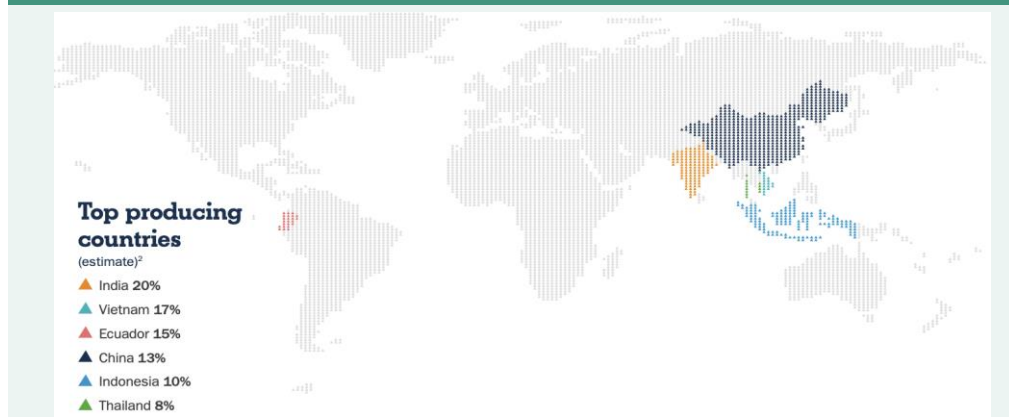 Top producing
countries
(estimate)²
India 20%
Vietnam 17%
Ecuador 15%
China 13%
Indonesia 10%
Thailand 8%